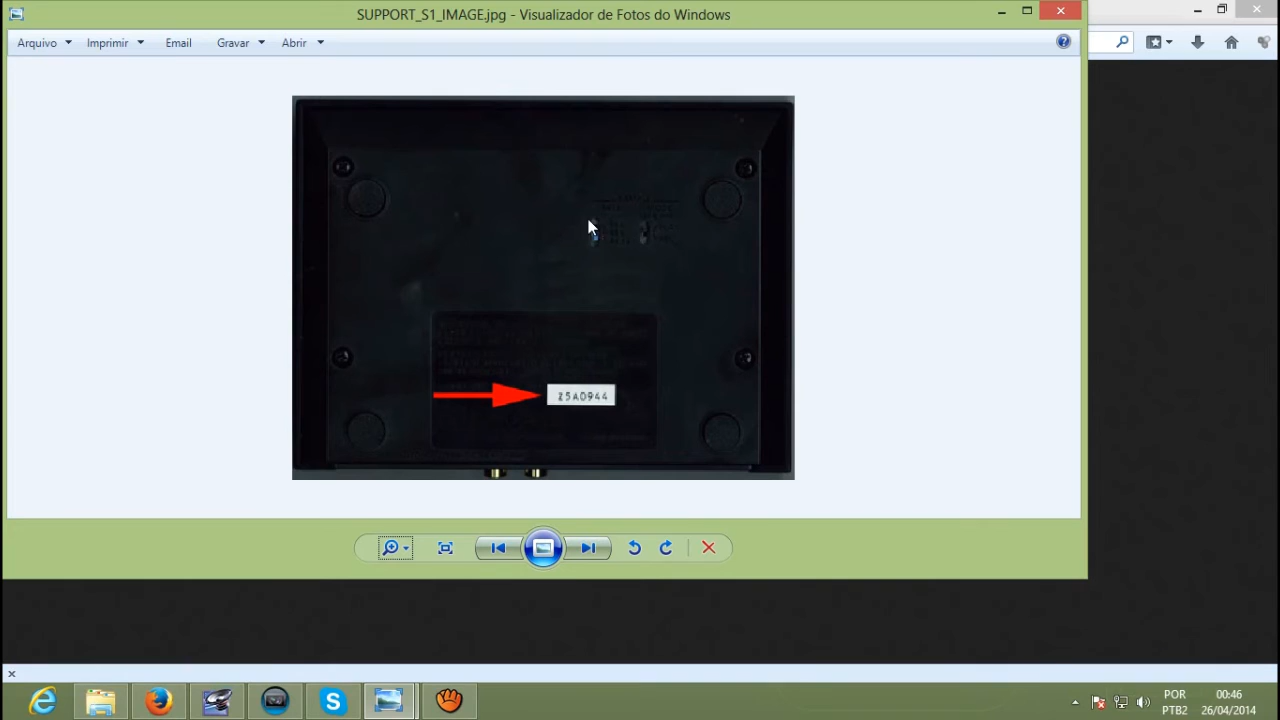 SUPPORT_S1_IMAGE.jpg - Visualizador de Fotos do Windows
Arquivo Imprimir Email Gravar Abrir
25A0944
POR 00:46
PTB2 26/04/2014